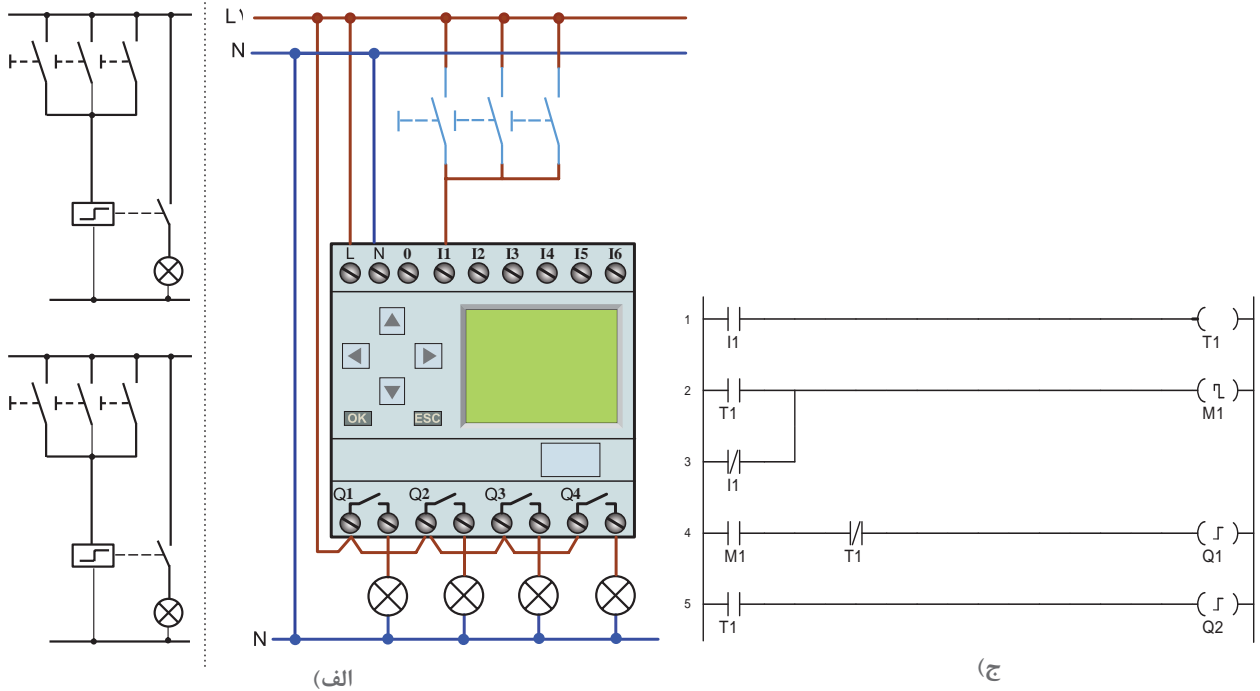 L۱
N
L N 0 I1 I2 I3 I4 I5 I6
OK ESC
Q1 Q2 Q3 Q4
N
الف)
1 I1 T1
2 T1 M1
3 I1
4 M1 T1 Q1
5 T1 Q2
ج)